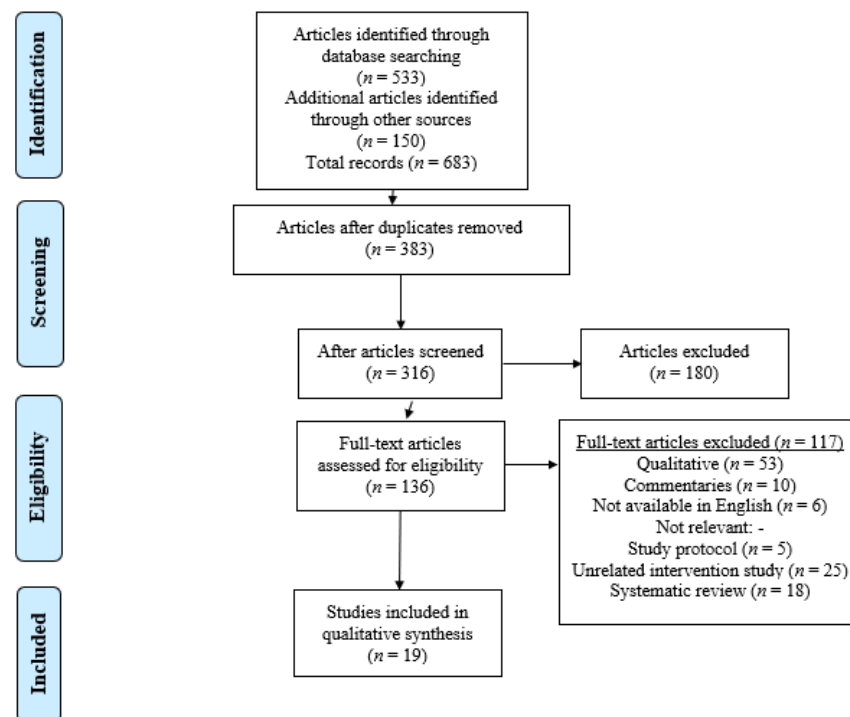 Identification
Articles identified through
database searching
(n = 533)
Additional articles identified
through other sources
(n = 150)
Total records (n = 683)
Screening
Articles after duplicates removed
(n = 383)
After articles screened
(n = 316)
Articles excluded
(n = 180)
Eligibility
Full-text articles
assessed for eligibility
(n = 136)
Full-text articles excluded (n = 117)
Qualitative (n = 53)
Commentaries (n = 10)
Not available in English (n = 6)
Not relevant: -
Study protocol (n = 5)
Unrelated intervention study (n = 25)
Systematic review (n = 18)
Included
Studies included in
qualitative synthesis
(n = 19)